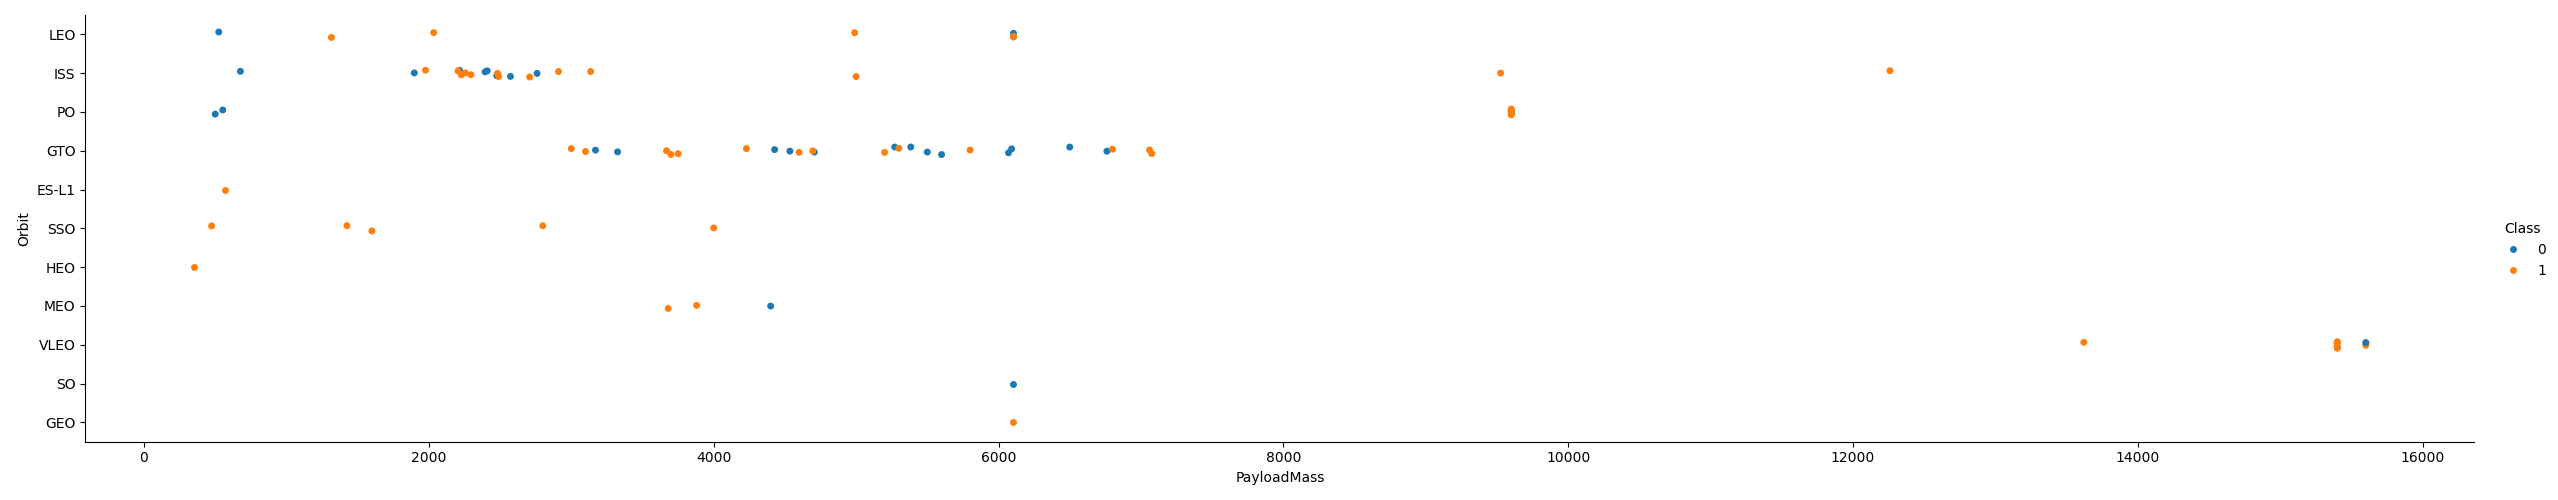 LEO
ISS
PO
GTO
ES-L1
SSO
HEO
MEO
VLEO
SO
GEO
Orbit
0 2000 4000 6000 8000 10000 12000 14000 16000
PayloadMass
Class
0
1